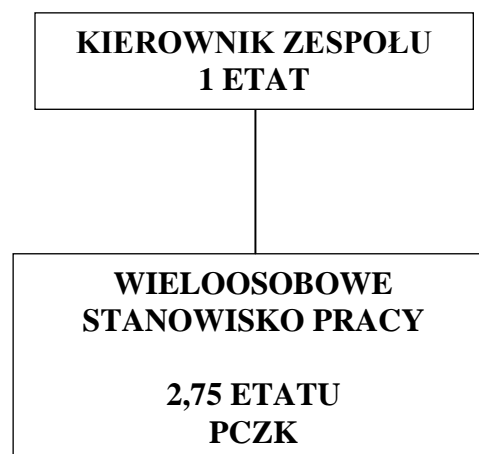 KIEROWNIK ZESPOŁU
1 ETAT
WIELOOSOBOWE
STANOWISKO PRACY
2,75 ETATU
PCZK